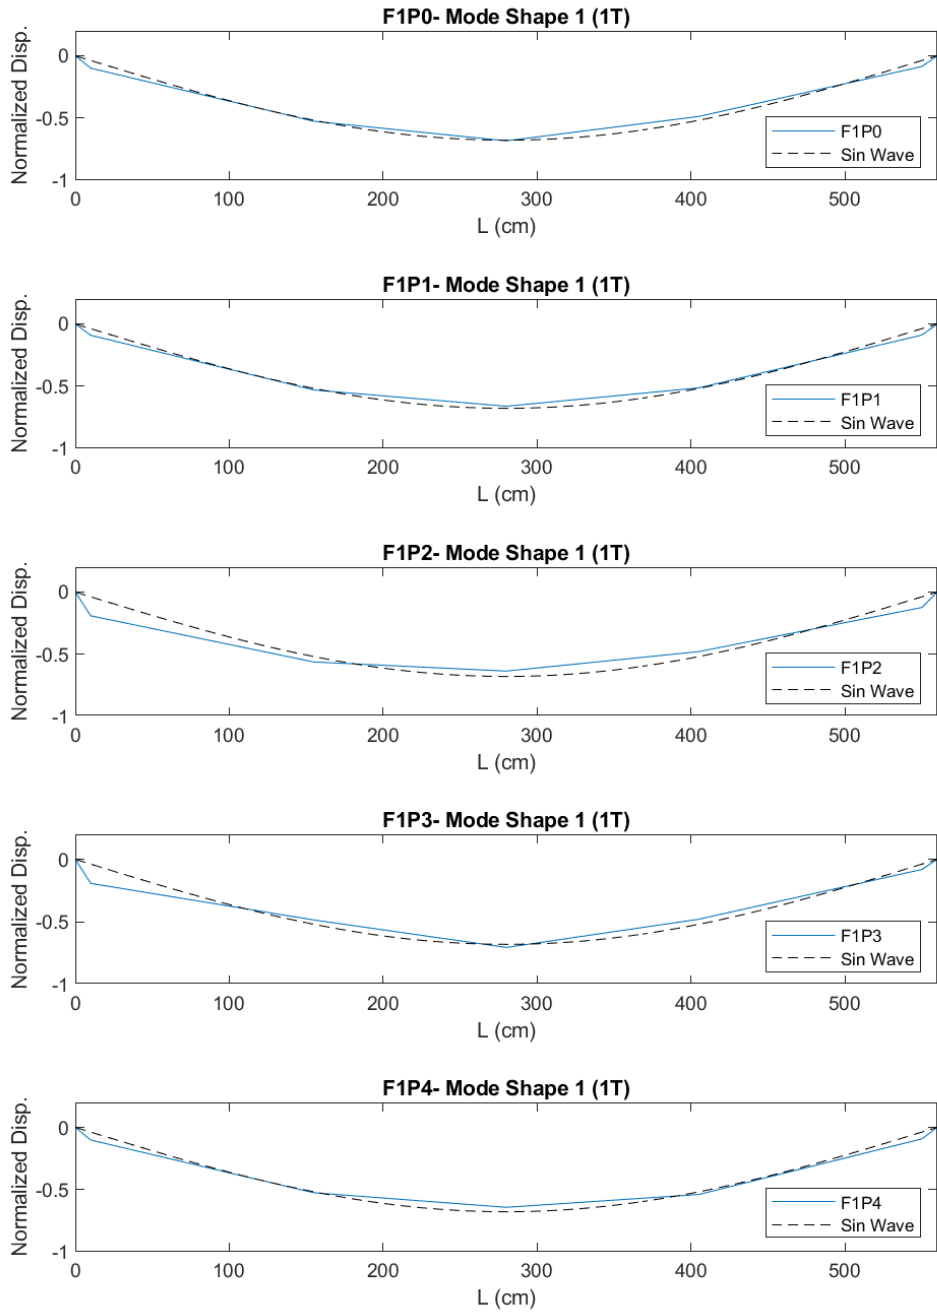 F1P0- Mode Shape 1 (1T)
Normalized Disp.
0
-0.5
-1
F1P0
Sin Wave
0 100 200 300 400 500
L (cm)
F1P1- Mode Shape 1 (1T)
Normalized Disp.
0
-0.5
-1
F1P1
Sin Wave
0 100 200 300 400 500
L (cm)
F1P2- Mode Shape 1 (1T)
Normalized Disp.
0
-0.5
-1
F1P2
Sin Wave
0 100 200 300 400 500
L (cm)
F1P3- Mode Shape 1 (1T)
Normalized Disp.
0
-0.5
-1
F1P3
Sin Wave
0 100 200 300 400 500
L (cm)
F1P4- Mode Shape 1 (1T)
Normalized Disp.
0
-0.5
-1
F1P4
Sin Wave
0 100 200 300 400 500
L (cm)